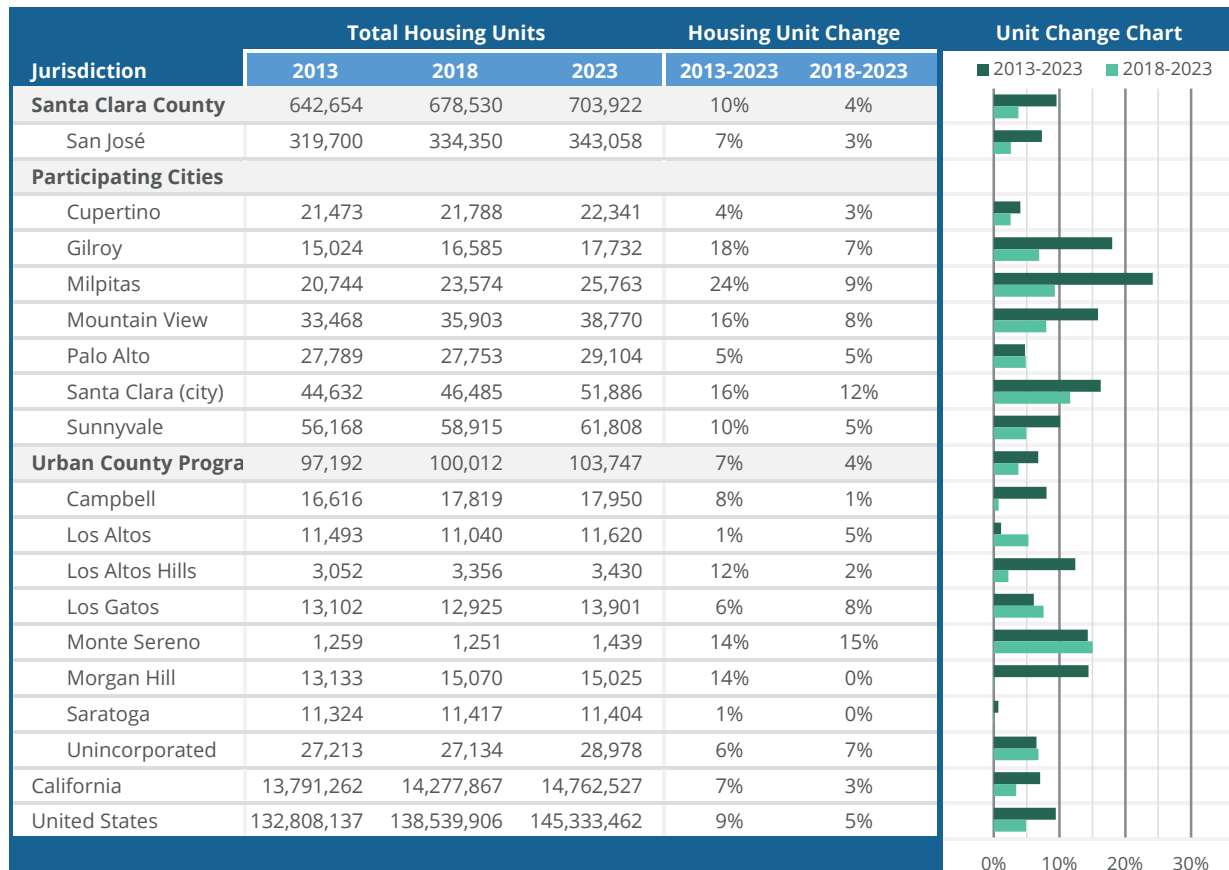 Total Housing Units Housing Unit Change Unit Change Chart
Jurisdiction 2013 2018 2023 2013-2023 2018-2023 2013-2023 2018-2023
Santa Clara County 642,654 678,530 703,922 10% 4%
San José 319,700 334,350 343,058 7% 3%
Participating Cities
Cupertino 21,473 21,788 22,341 4% 3%
Gilroy 15,024 16,585 17,732 18% 7%
Milpitas 20,744 23,574 25,763 24% 9%
Mountain View 33,468 35,903 38,770 16% 8%
Palo Alto 27,789 27,753 29,104 5% 5%
Santa Clara (city) 44,632 46,485 51,886 16% 12%
Sunnyvale 56,168 58,915 61,808 10% 5%
Urban County Progra 97,192 100,012 103,747 7% 4%
Campbell 16,616 17,819 17,950 8% 1%
Los Altos 11,493 11,040 11,620 1% 5%
Los Altos Hills 3,052 3,356 3,430 12% 2%
Los Gatos 13,102 12,925 13,901 6% 8%
Monte Sereno 1,259 1,251 1,439 14% 15%
Morgan Hill 13,133 15,070 15,025 14% 0%
Saratoga 11,324 11,417 11,404 1% 0%
Unincorporated 27,213 27,134 28,978 6% 7%
California 13,791,262 14,277,867 14,762,527 7% 3%
United States 132,808,137 138,539,906 145,333,462 9% 5%
0% 10% 20% 30%